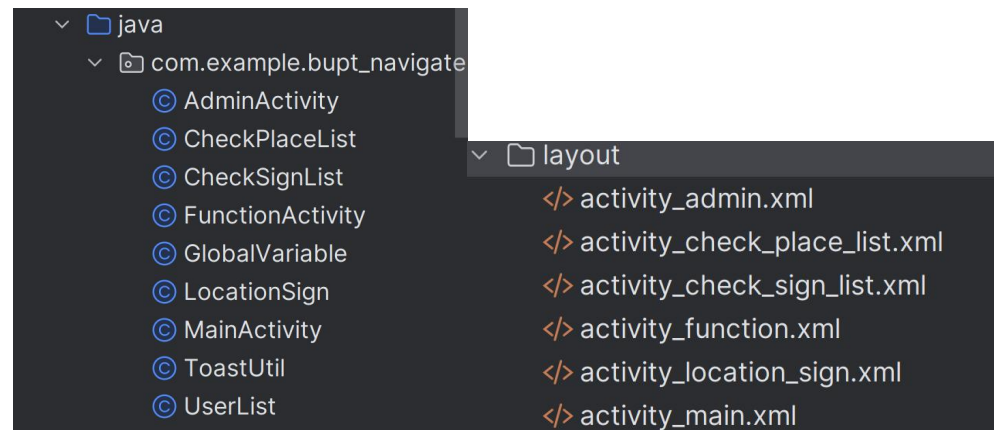 java
com.example.bupt_navigate
AdminActivity
CheckPlaceList
CheckSignList
FunctionActivity
GlobalVariable
LocationSign
MainActivity
ToastUtil
UserList
layout
</> activity_admin.xml
</> activity_check_place_list.xml
</> activity_check_sign_list.xml
</> activity_function.xml
</> activity_location_sign.xml
</> activity_main.xml